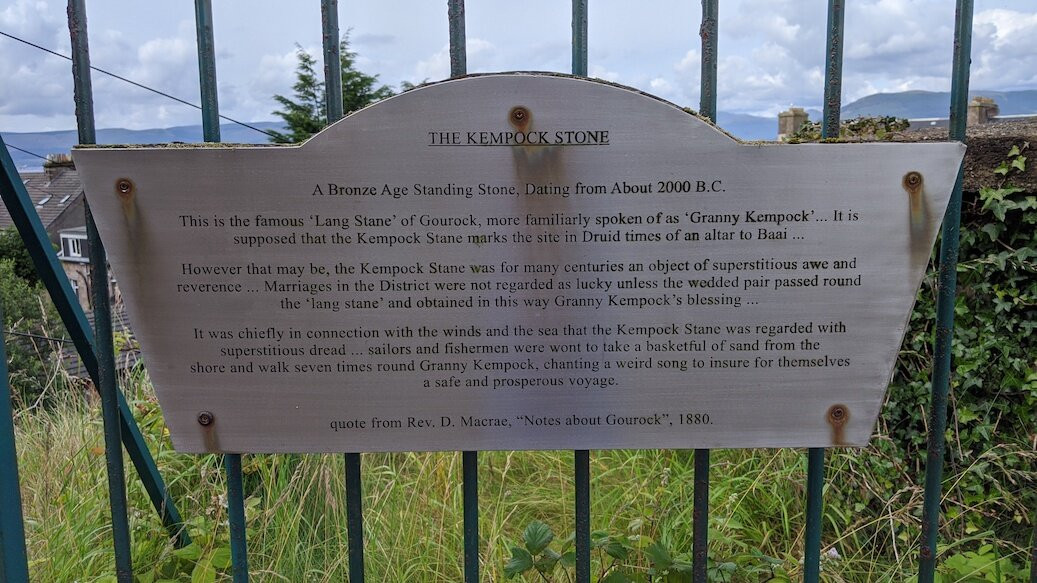 THE KEMPOCK STONE
A Bronze Age Standing Stone, Dating from About 2000 B.C.
This is the famous ‘Lang Stane’ of Gourock, more familiarly spoken of as ‘Granny Kempock’... It is
supposed that the Kempock Stane marks the site in Druid times of an altar to Baai ...
However that may be, the Kempock Stane was for many centuries an object of superstitious awe and
reverence ... Marriages in the District were not regarded as lucky unless the wedded pair passed round
the ‘lang stane’ and obtained in this way Granny Kempock’s blessing ...
It was chiefly in connection with the winds and the sea that the Kempock Stane was regarded with
superstitious dread ... sailors and fishermen were wont to take a basketful of sand from the
shore and walk seven times round Granny Kempock, chanting a weird song to insure for themselves
a safe and prosperous voyage.
quote from Rev. D. Macrae, “Notes about Gourock”, 1880.